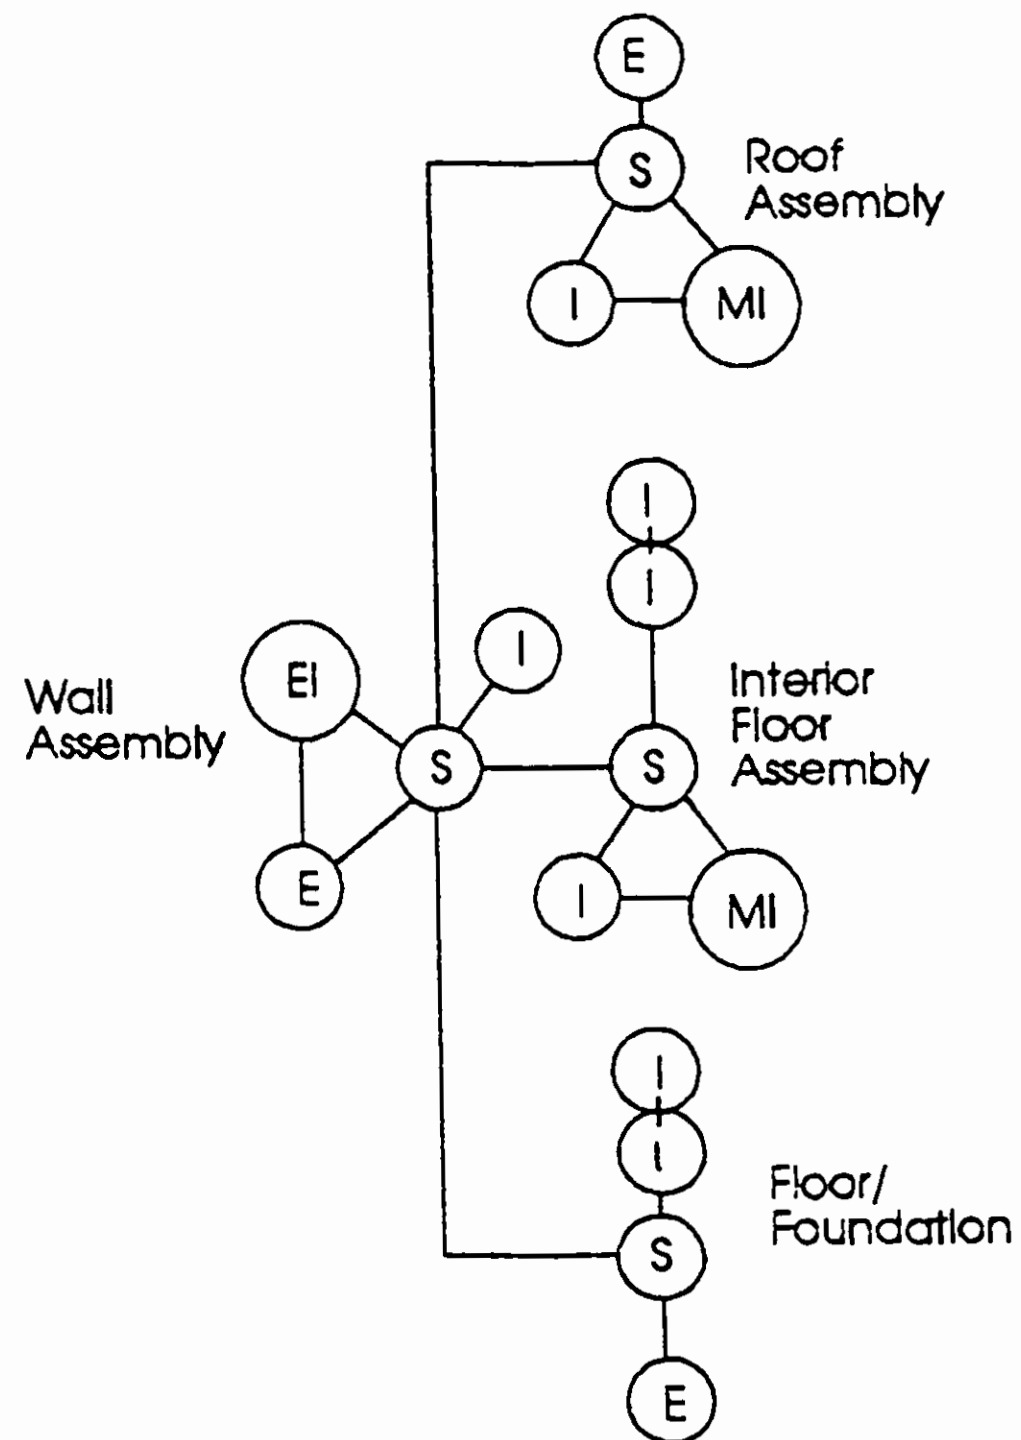 E
S
Roof
Assembly
I
MI
I
I
I
EI
Wall
Assembly
Interior
Floor
Assembly
S
S
E
I
MI
I
I
Floor/
Foundation
S
E